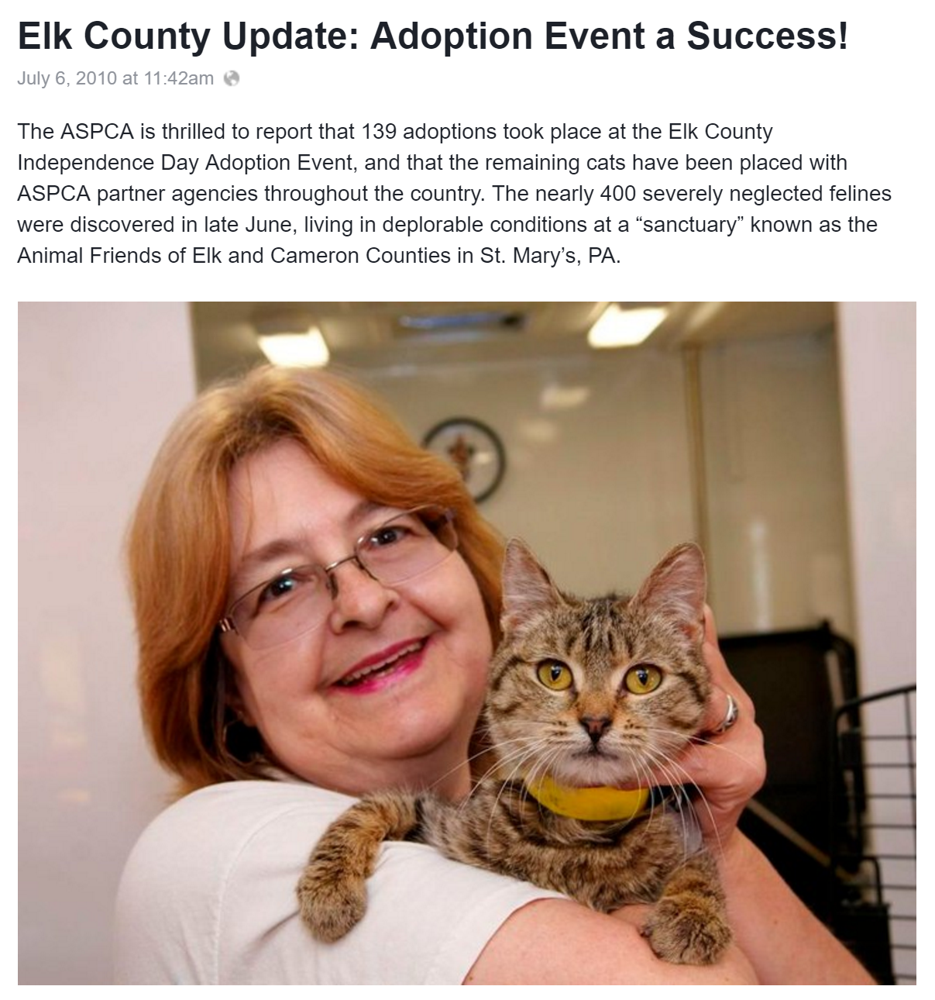 Elk County Update: Adoption Event a Success!
July 6, 2010 at 11:42am
The ASPCA is thrilled to report that 139 adoptions took place at the Elk County
Independence Day Adoption Event, and that the remaining cats have been placed with
ASPCA partner agencies throughout the country. The nearly 400 severely neglected felines
were discovered in late June, living in deplorable conditions at a “sanctuary” known as the
Animal Friends of Elk and Cameron Counties in St. Mary’s, PA.